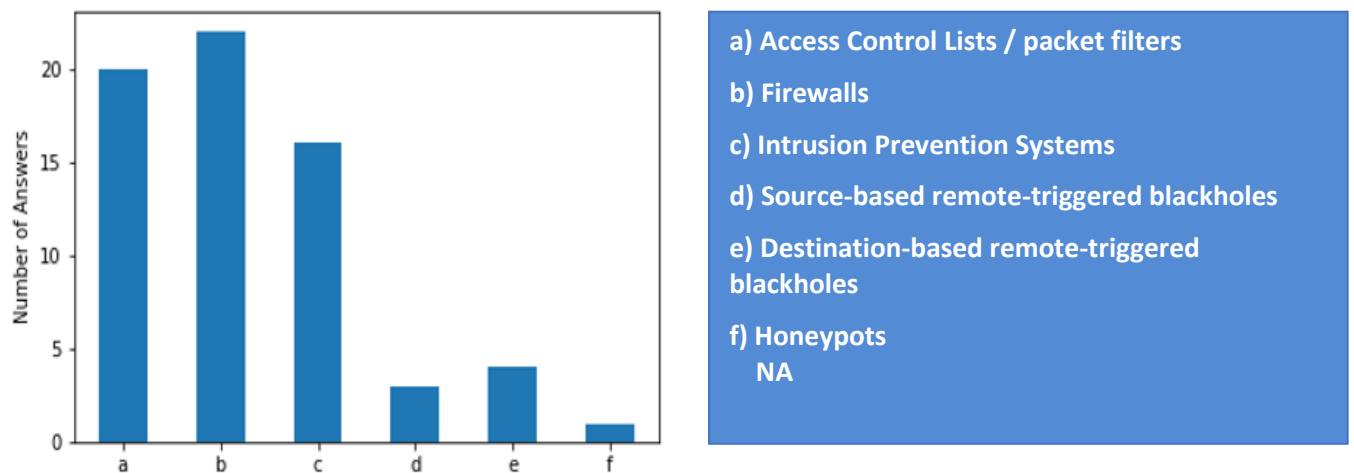 20
15
10
5
0
Number of Answers
a b c d e f
a) Access Control Lists / packet filters
b) Firewalls
c) Intrusion Prevention Systems
d) Source-based remote-triggered blackholes
e) Destination-based remote-triggered
blackholes
f) Honeypots
NA